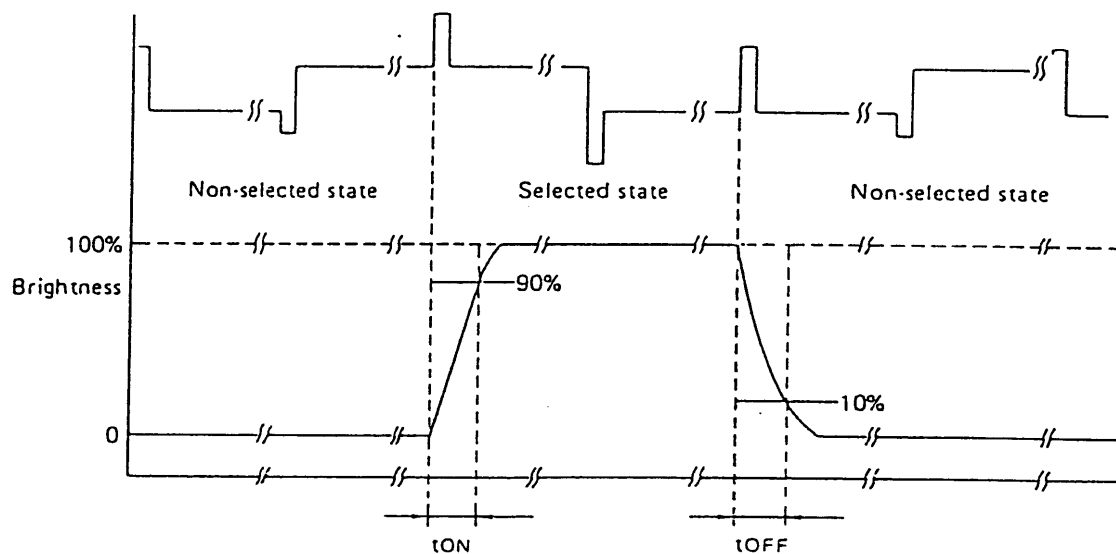 Non-selected state
Selected state
Non-selected state
100%
Brightness
90%
10%
0
tON
tOFF